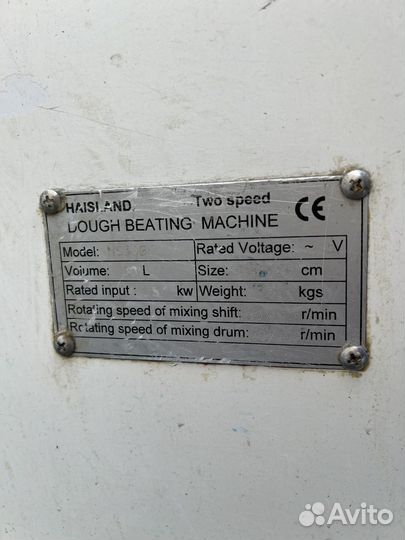 HAISLAND Two speed
DOUGH BEATING MACHINE CE
Model: Rated Voltage: ~ V
Volume: L Size: cm
Rated input: kw Weight: kgs
Rotating speed of mixing shift: r/min
Rotating speed of mixing drum: r/min
Avito